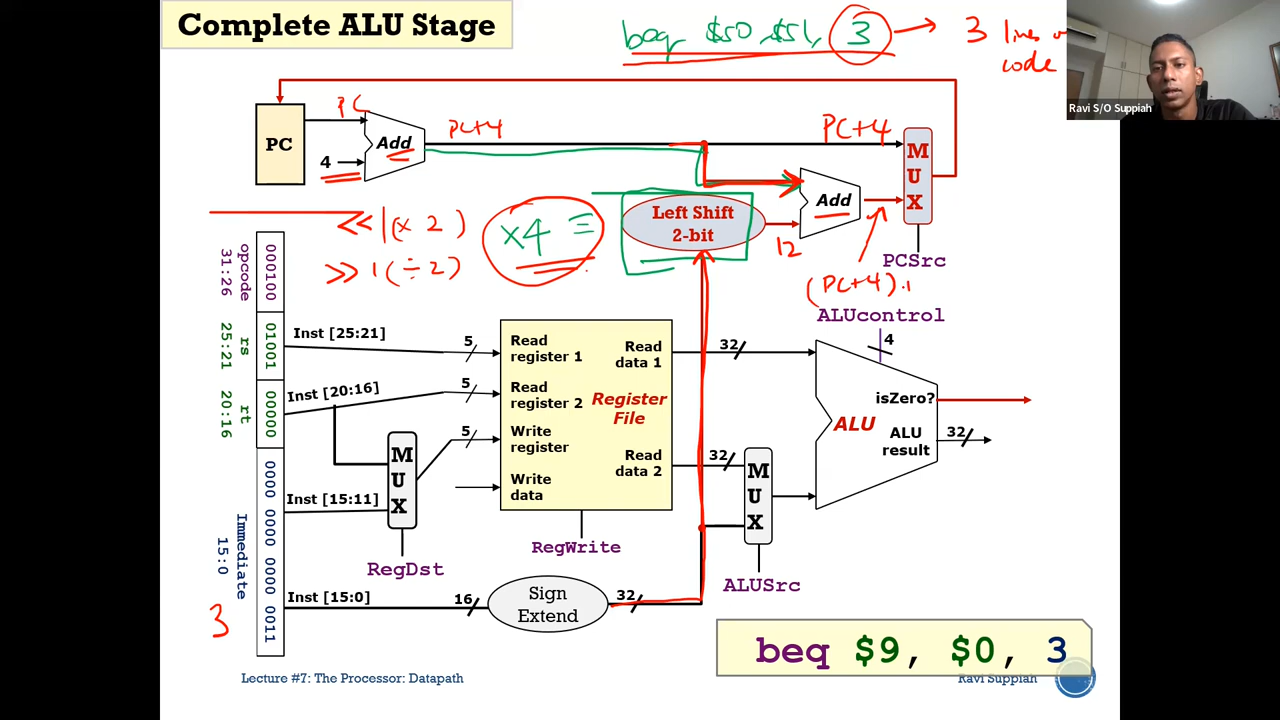 Complete ALU Stage
beq $s0, $s1, 3 → 3 lines
code
Ravi S/O Suppiah
PC
PC
4
Add
PC+4
PC+4
MUX
Add
Left Shift
2-bit
12
PCSrc
<< 1 (x 2)
>> 1 (÷ 2)
x4 ≡
(PC+4)
opcode
31:26
000100
rs
25:21
01001
rt
20:16
00000
Immediate
15:0
0000 0000 0000 0011
3
Inst [25:21]
5
Inst [20:16]
5
5
Inst [15:11]
MUX
RegDst
Read
register 1
Read
register 2
Write
register
Write
data
Register
File
Read
data 1
Read
data 2
RegWrite
32
32
MUX
ALUSrc
ALUcontrol
4
isZero?
ALU
ALU
result
32
Inst [15:0]
16
Sign
Extend
32
beq $9, $0, 3
Lecture #7: The Processor: Datapath
Ravi Suppiah